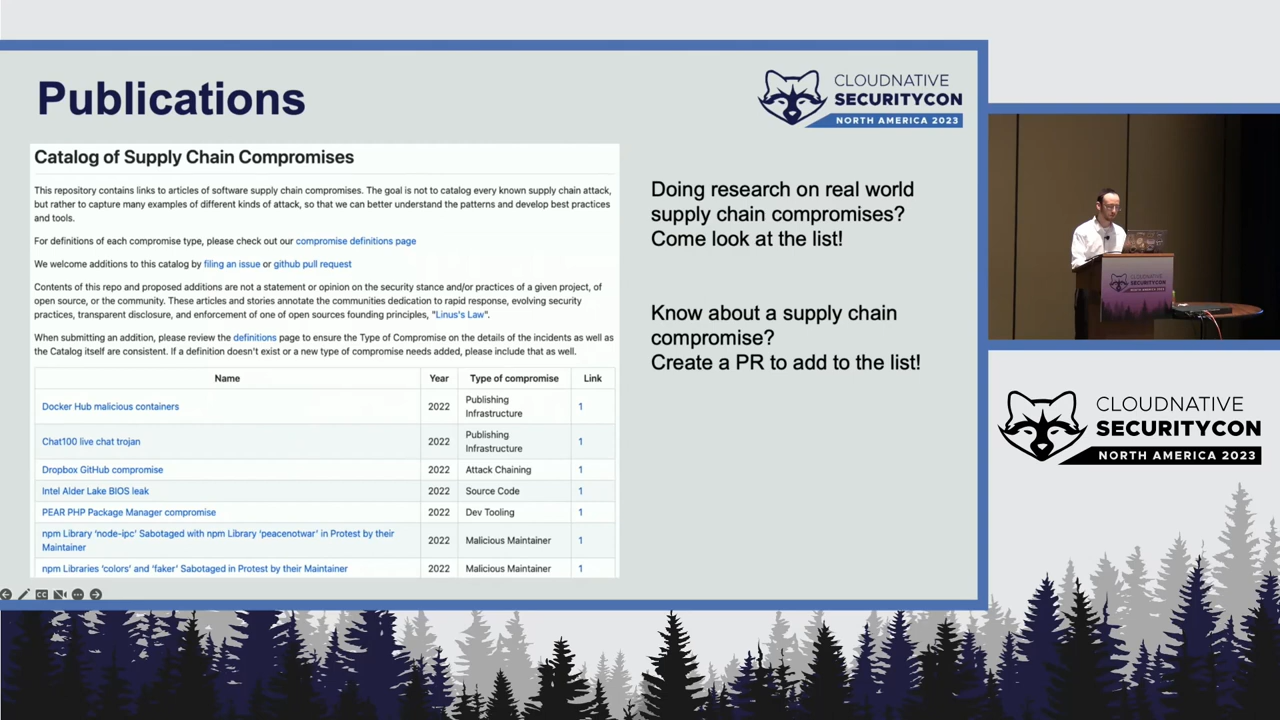 Publications
CLOUDNATIVE
SECURITYCON
NORTH AMERICA 2023
Catalog of Supply Chain Compromises
This repository contains links to articles of software supply chain compromises. The goal is not to catalog every known supply chain attack,
but rather to capture many examples of different kinds of attack, so that we can better understand the patterns and develop best practices
and tools.
For definitions of each compromise type, please check out our compromise definitions page
We welcome additions to this catalog by filing an issue or github pull request
Contents of this repo and proposed additions are not a statement or opinion on the security stance and/or practices of a given project, of
open source, or the community. These articles and stories annotate the communities dedication to rapid response, evolving security
practices, transparent disclosure, and enforcement of one of open sources founding principles, "Linus's Law".
When submitting an addition, please review the definitions page to ensure the Type of Compromise on the details of the incidents as well as
the Catalog itself are consistent. If a definition doesn't exist or a new type of compromise needs added, please include that as well.
Name Year Type of compromise Link
Docker Hub malicious containers 2022 Publishing Infrastructure 1
Chat100 live chat trojan 2022 Publishing Infrastructure 1
Dropbox GitHub compromise 2022 Attack Chaining 1
Intel Alder Lake BIOS leak 2022 Source Code 1
PEAR PHP Package Manager compromise 2022 Dev Tooling 1
npm Library 'node-ipc' Sabotaged with npm Library 'peacenotwar' in Protest by their
Maintainer 2022 Malicious Maintainer 1
npm Libraries 'colors' and 'faker' Sabotaged in Protest by their Maintainer 2022 Malicious Maintainer 1
Doing research on real world
supply chain compromises?
Come look at the list!
Know about a supply chain
compromise?
Create a PR to add to the list!
CC
CLOUDNATIVE
SECURITYCON
CLOUDNATIVE
SECURITYCON
NORTH AMERICA 2023